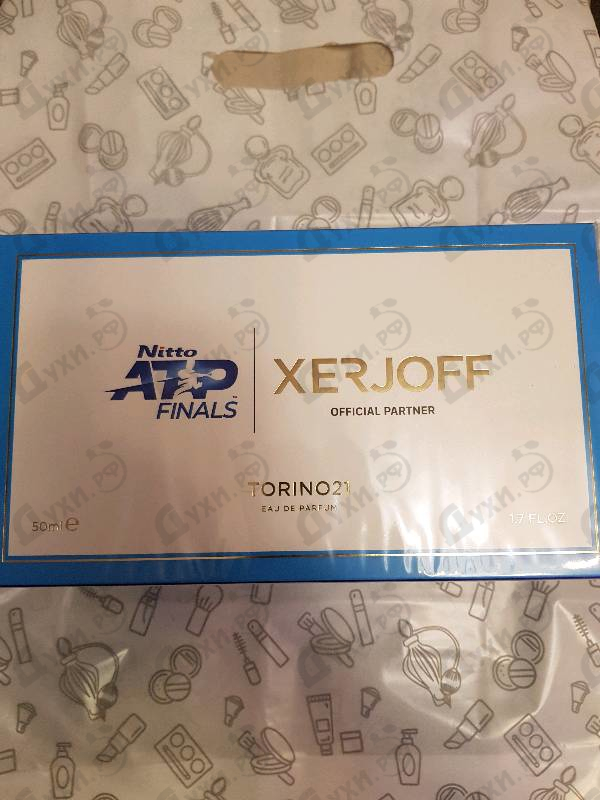 Nitto
ATP
FINALS
XERJOFF
OFFICIAL PARTNER
TORINO21
EAU DE PARFUM
50ml e
1.7 FL.OZ.
Духи.РФ